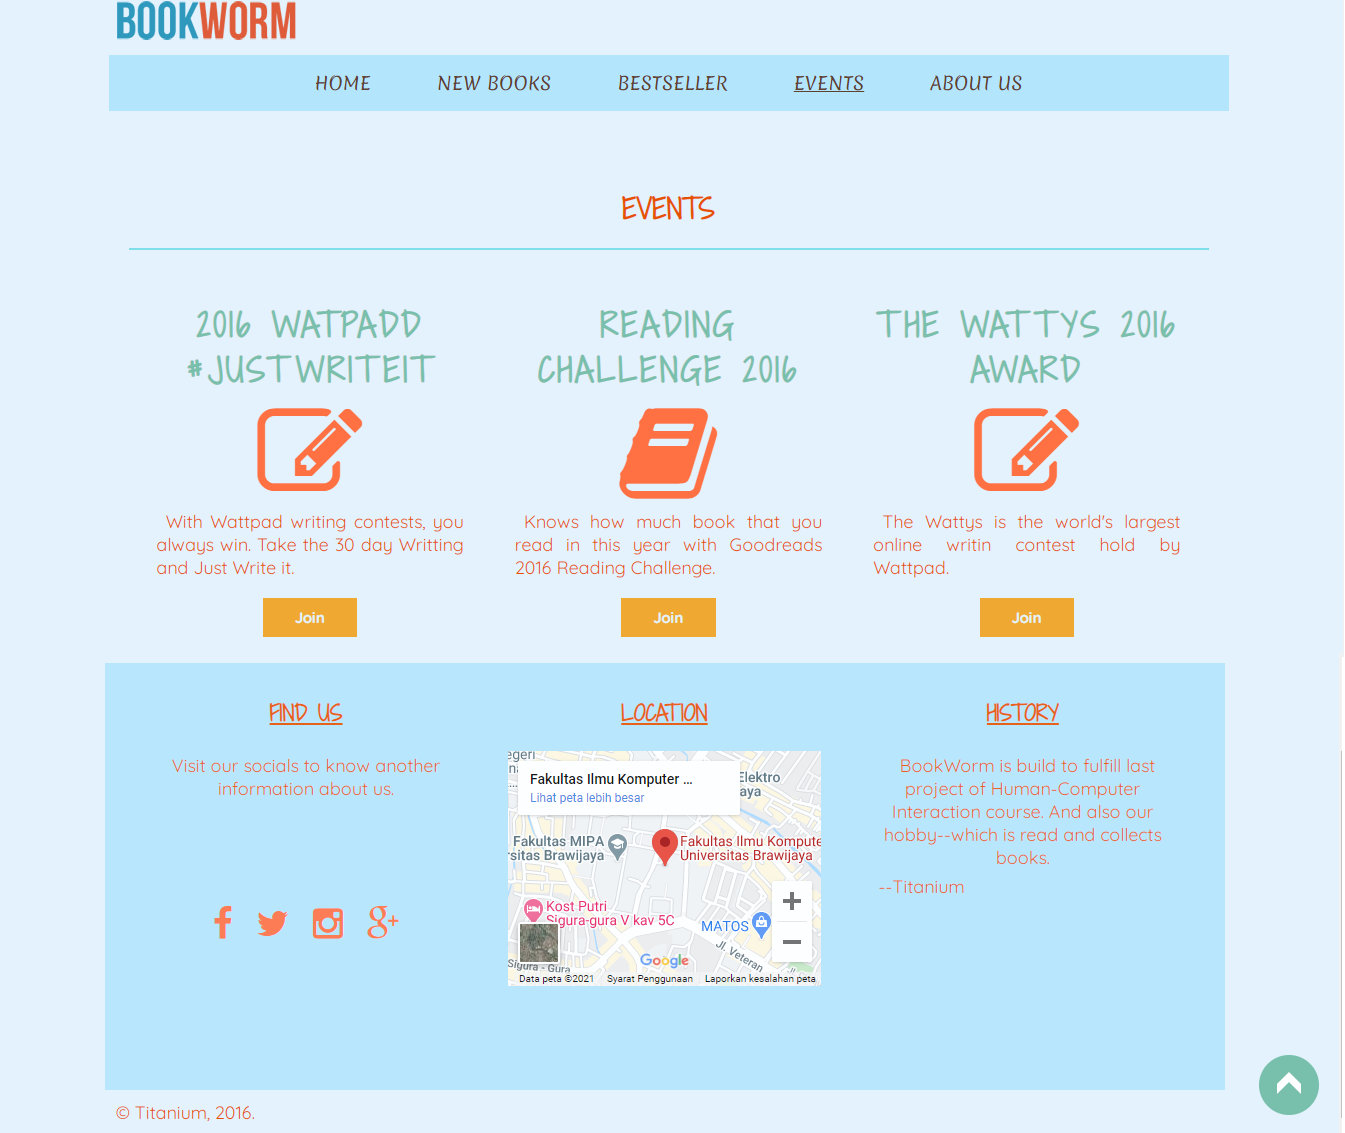 BOOKWORM
HOME NEW BOOKS BESTSELLER EVENTS ABOUT US
EVENTS
2016 WATPADD
#JUSTWRITEIT
With Wattpad writing contests, you
always win. Take the 30 day Writting
and Just Write it.
Join
READING
CHALLENGE 2016
Knows how much book that you
read in this year with Goodreads
2016 Reading Challenge.
Join
THE WATTYS 2016
AWARD
The Wattys is the world's largest
online writin contest hold by
Wattpad.
Join
FIND US
Visit our socials to know another
information about us.
LOCATION
egeri
Fakultas Ilmu Komputer ...
Lihat peta lebih besar
Elektro
aya
Fakultas MIPA
rsitas Brawijaya
Fakultas Ilmu Kompute
Universitas Brawijaya
Kost Putri
Sigura-gura V kav 5C
MATOS
Jl. Veteran
Sigura - Gura
Google
Data peta ©2021 Syarat Penggunaan Laporkan kesalahan peta
HISTORY
BookWorm is build to fulfill last
project of Human-Computer
Interaction course. And also our
hobby--which is read and collects
books.
--Titanium
© Titanium, 2016.